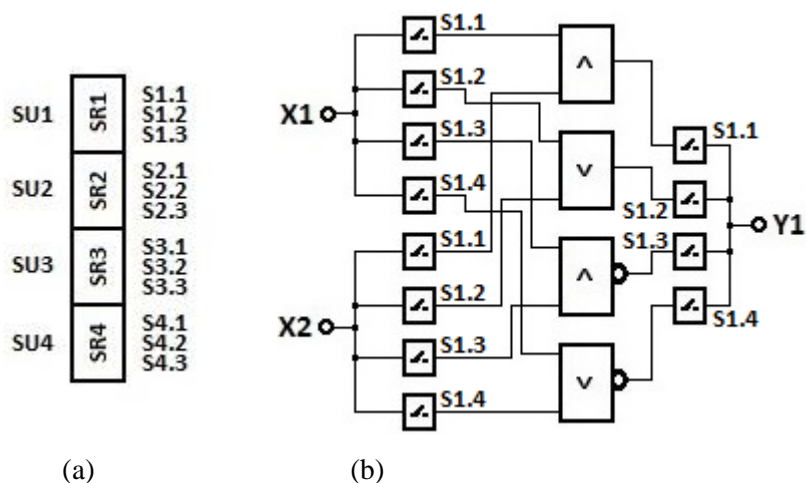 SU1
SR1
S1.1
S1.2
S1.3
SU2
SR2
S2.1
S2.2
S2.3
SU3
SR3
S3.1
S3.2
S3.3
SU4
SR4
S4.1
S4.2
S4.3
(a)
X1
S1.1
S1.2
S1.3
S1.4
X2
S1.1
S1.2
S1.3
S1.4
∧
∨
∧
∨
S1.1
S1.2
S1.3
S1.4
Y1
(b)